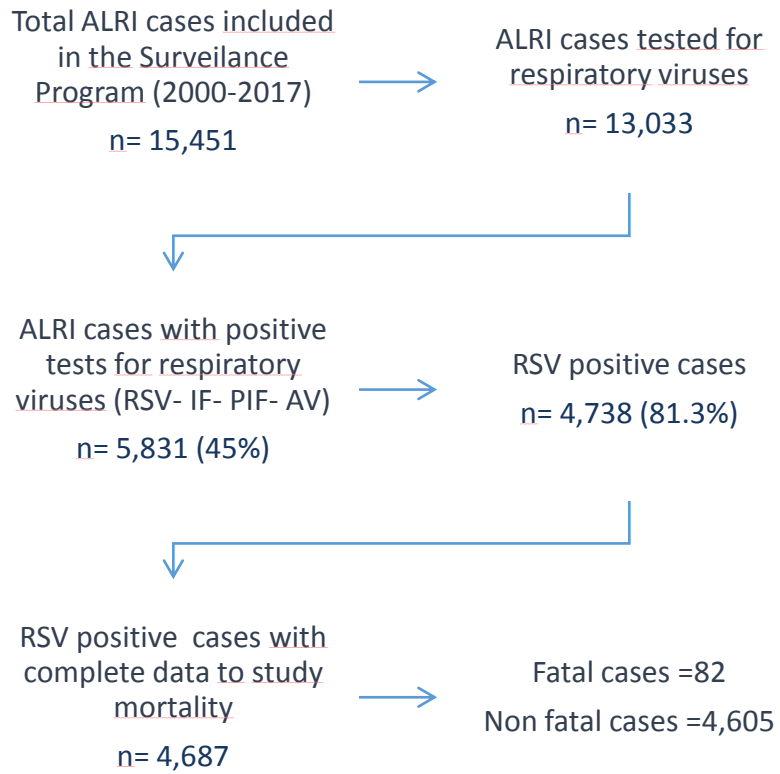 Total ALRI cases included
in the Surveilance
Program (2000-2017)
n= 15,451
ALRI cases tested for
respiratory viruses
n= 13,033
ALRI cases with positive
tests for respiratory
viruses (RSV- IF- PIF- AV)
n= 5,831 (45%)
RSV positive cases
n= 4,738 (81.3%)
RSV positive cases with
complete data to study
mortality
n= 4,687
Fatal cases =82
Non fatal cases =4,605